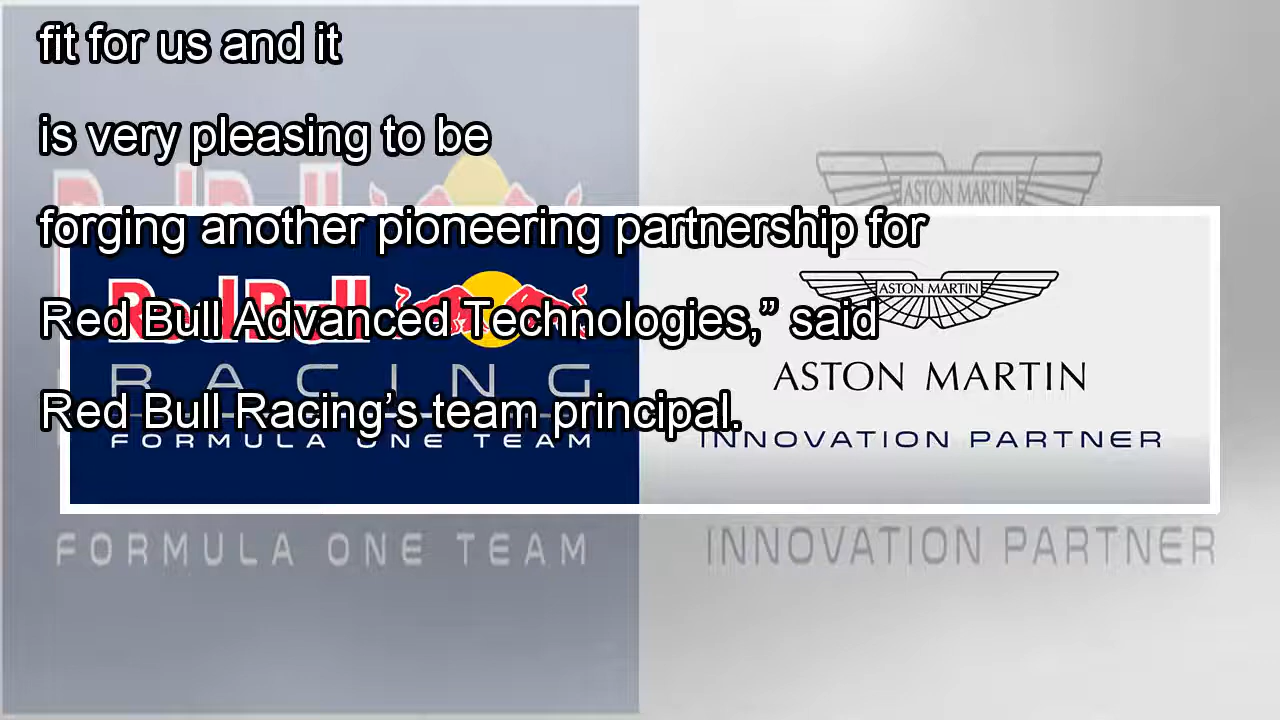 fit for us and it
is very pleasing to be
ASTON MARTIN
forging another pioneering partnership for
Red Bull
ASTON MARTIN
Red Bull Advanced Technologies,” said
RACING
ASTON MARTIN
Red Bull Racing’s team principal.
FORMULA ONE TEAM
INNOVATION PARTNER
FORMULA ONE TEAM
INNOVATION PARTNER